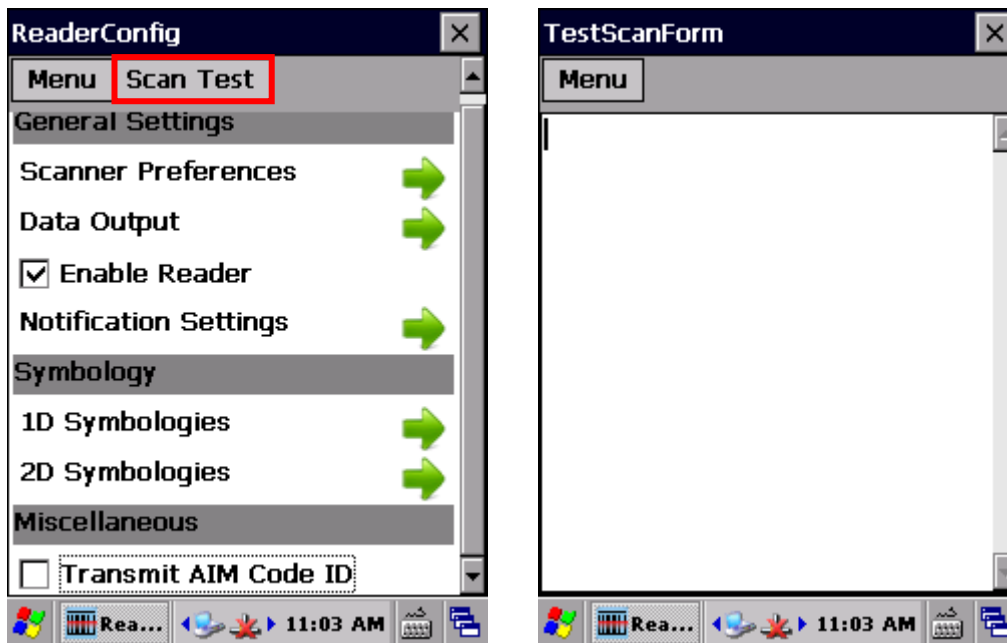 ReaderConfig
Menu Scan Test
General Settings
Scanner Preferences
Data Output
Enable Reader
Notification Settings
Symbology
1D Symbologies
2D Symbologies
Miscellaneous
Transmit AIM Code ID
Rea... 11:03 AM
TestScanForm
Menu
Rea... 11:03 AM